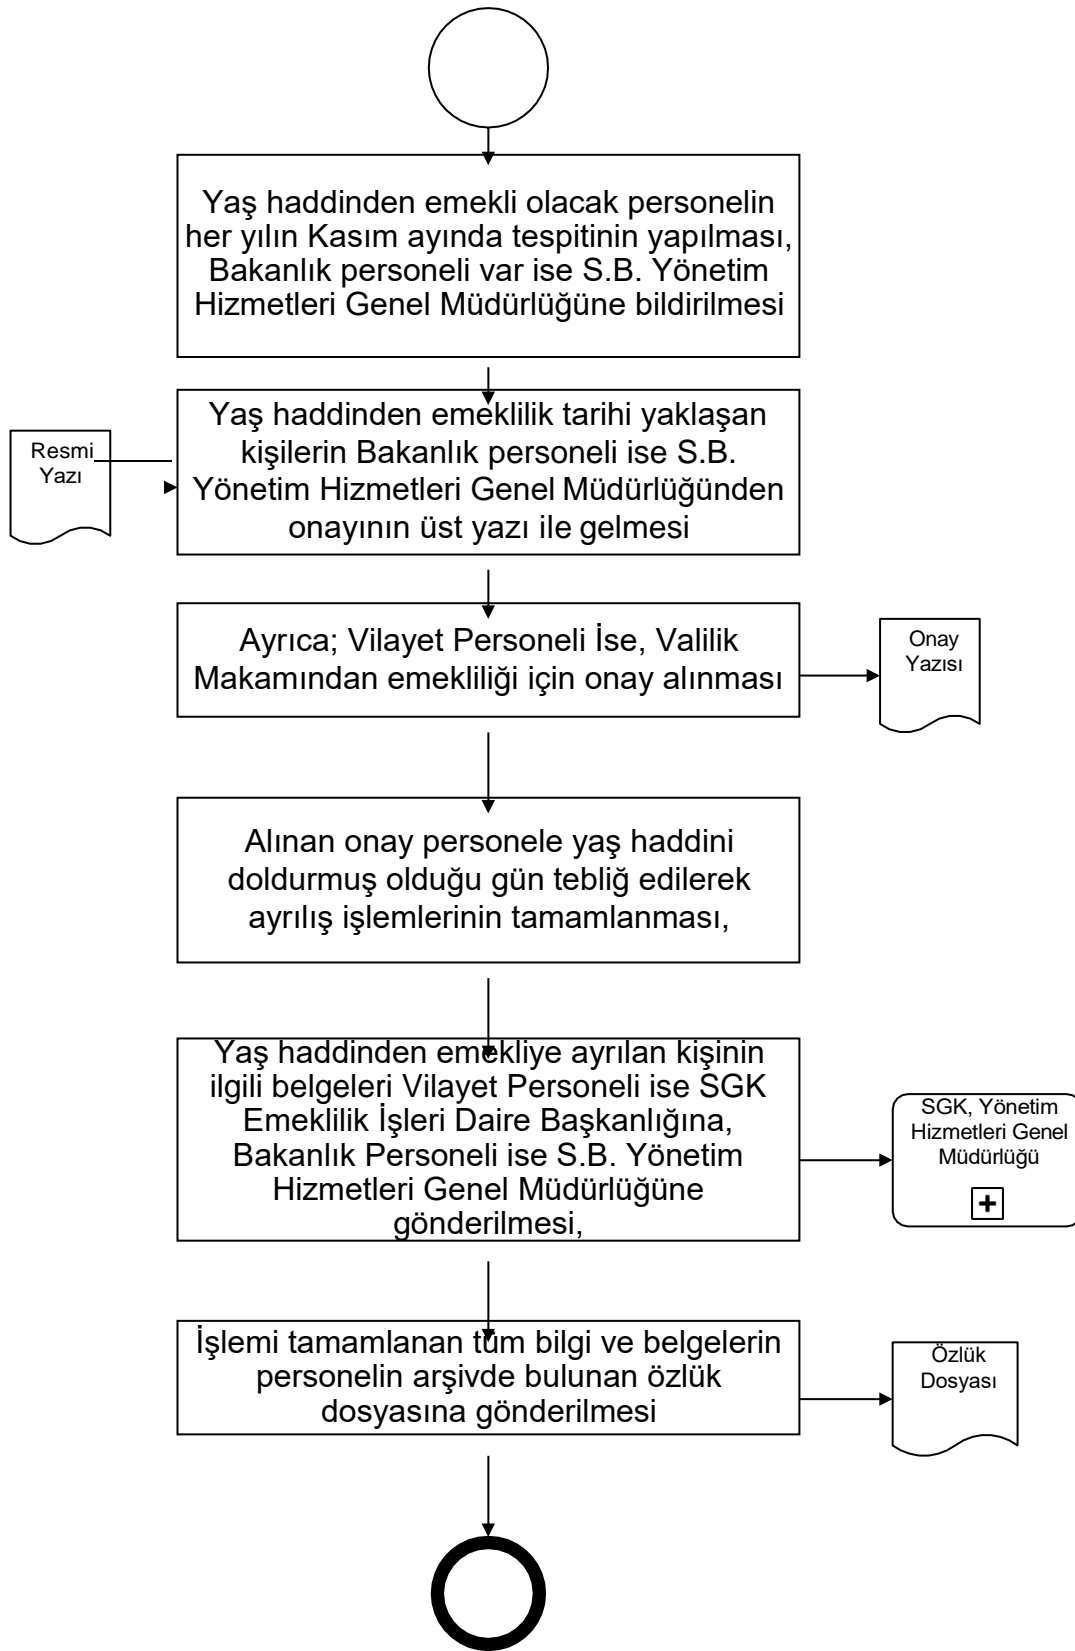 Yaş haddinden emekli olacak personelin
her yılın Kasım ayında tespitinin yapılması,
Bakanlık personeli var ise S.B. Yönetim
Hizmetleri Genel Müdürlüğüne bildirilmesi
Resmi
Yazı
Yaş haddinden emeklilik tarihi yaklaşan
kişilerin Bakanlık personeli ise S.B.
Yönetim Hizmetleri Genel Müdürlüğünden
onayının üst yazı ile gelmesi
Ayrıca; Vilayet Personeli İse, Valilik
Makamından emekliliği için onay alınması
Onay
Yazısı
Alınan onay personele yaş haddini
doldurmuş olduğu gün tebliğ edilerek
ayrılış işlemlerinin tamamlanması,
Yaş haddinden emekliye ayrılan kişinin
ilgili belgeleri Vilayet Personeli ise SGK
Emeklilik İşleri Daire Başkanlığına,
Bakanlık Personeli ise S.B. Yönetim
Hizmetleri Genel Müdürlüğüne
gönderilmesi,
SGK, Yönetim
Hizmetleri Genel
Müdürlüğü
İşlemi tamamlanan tüm bilgi ve belgelerin
personelin arşivde bulunan özlük
dosyasına gönderilmesi
Özlük
Dosyası